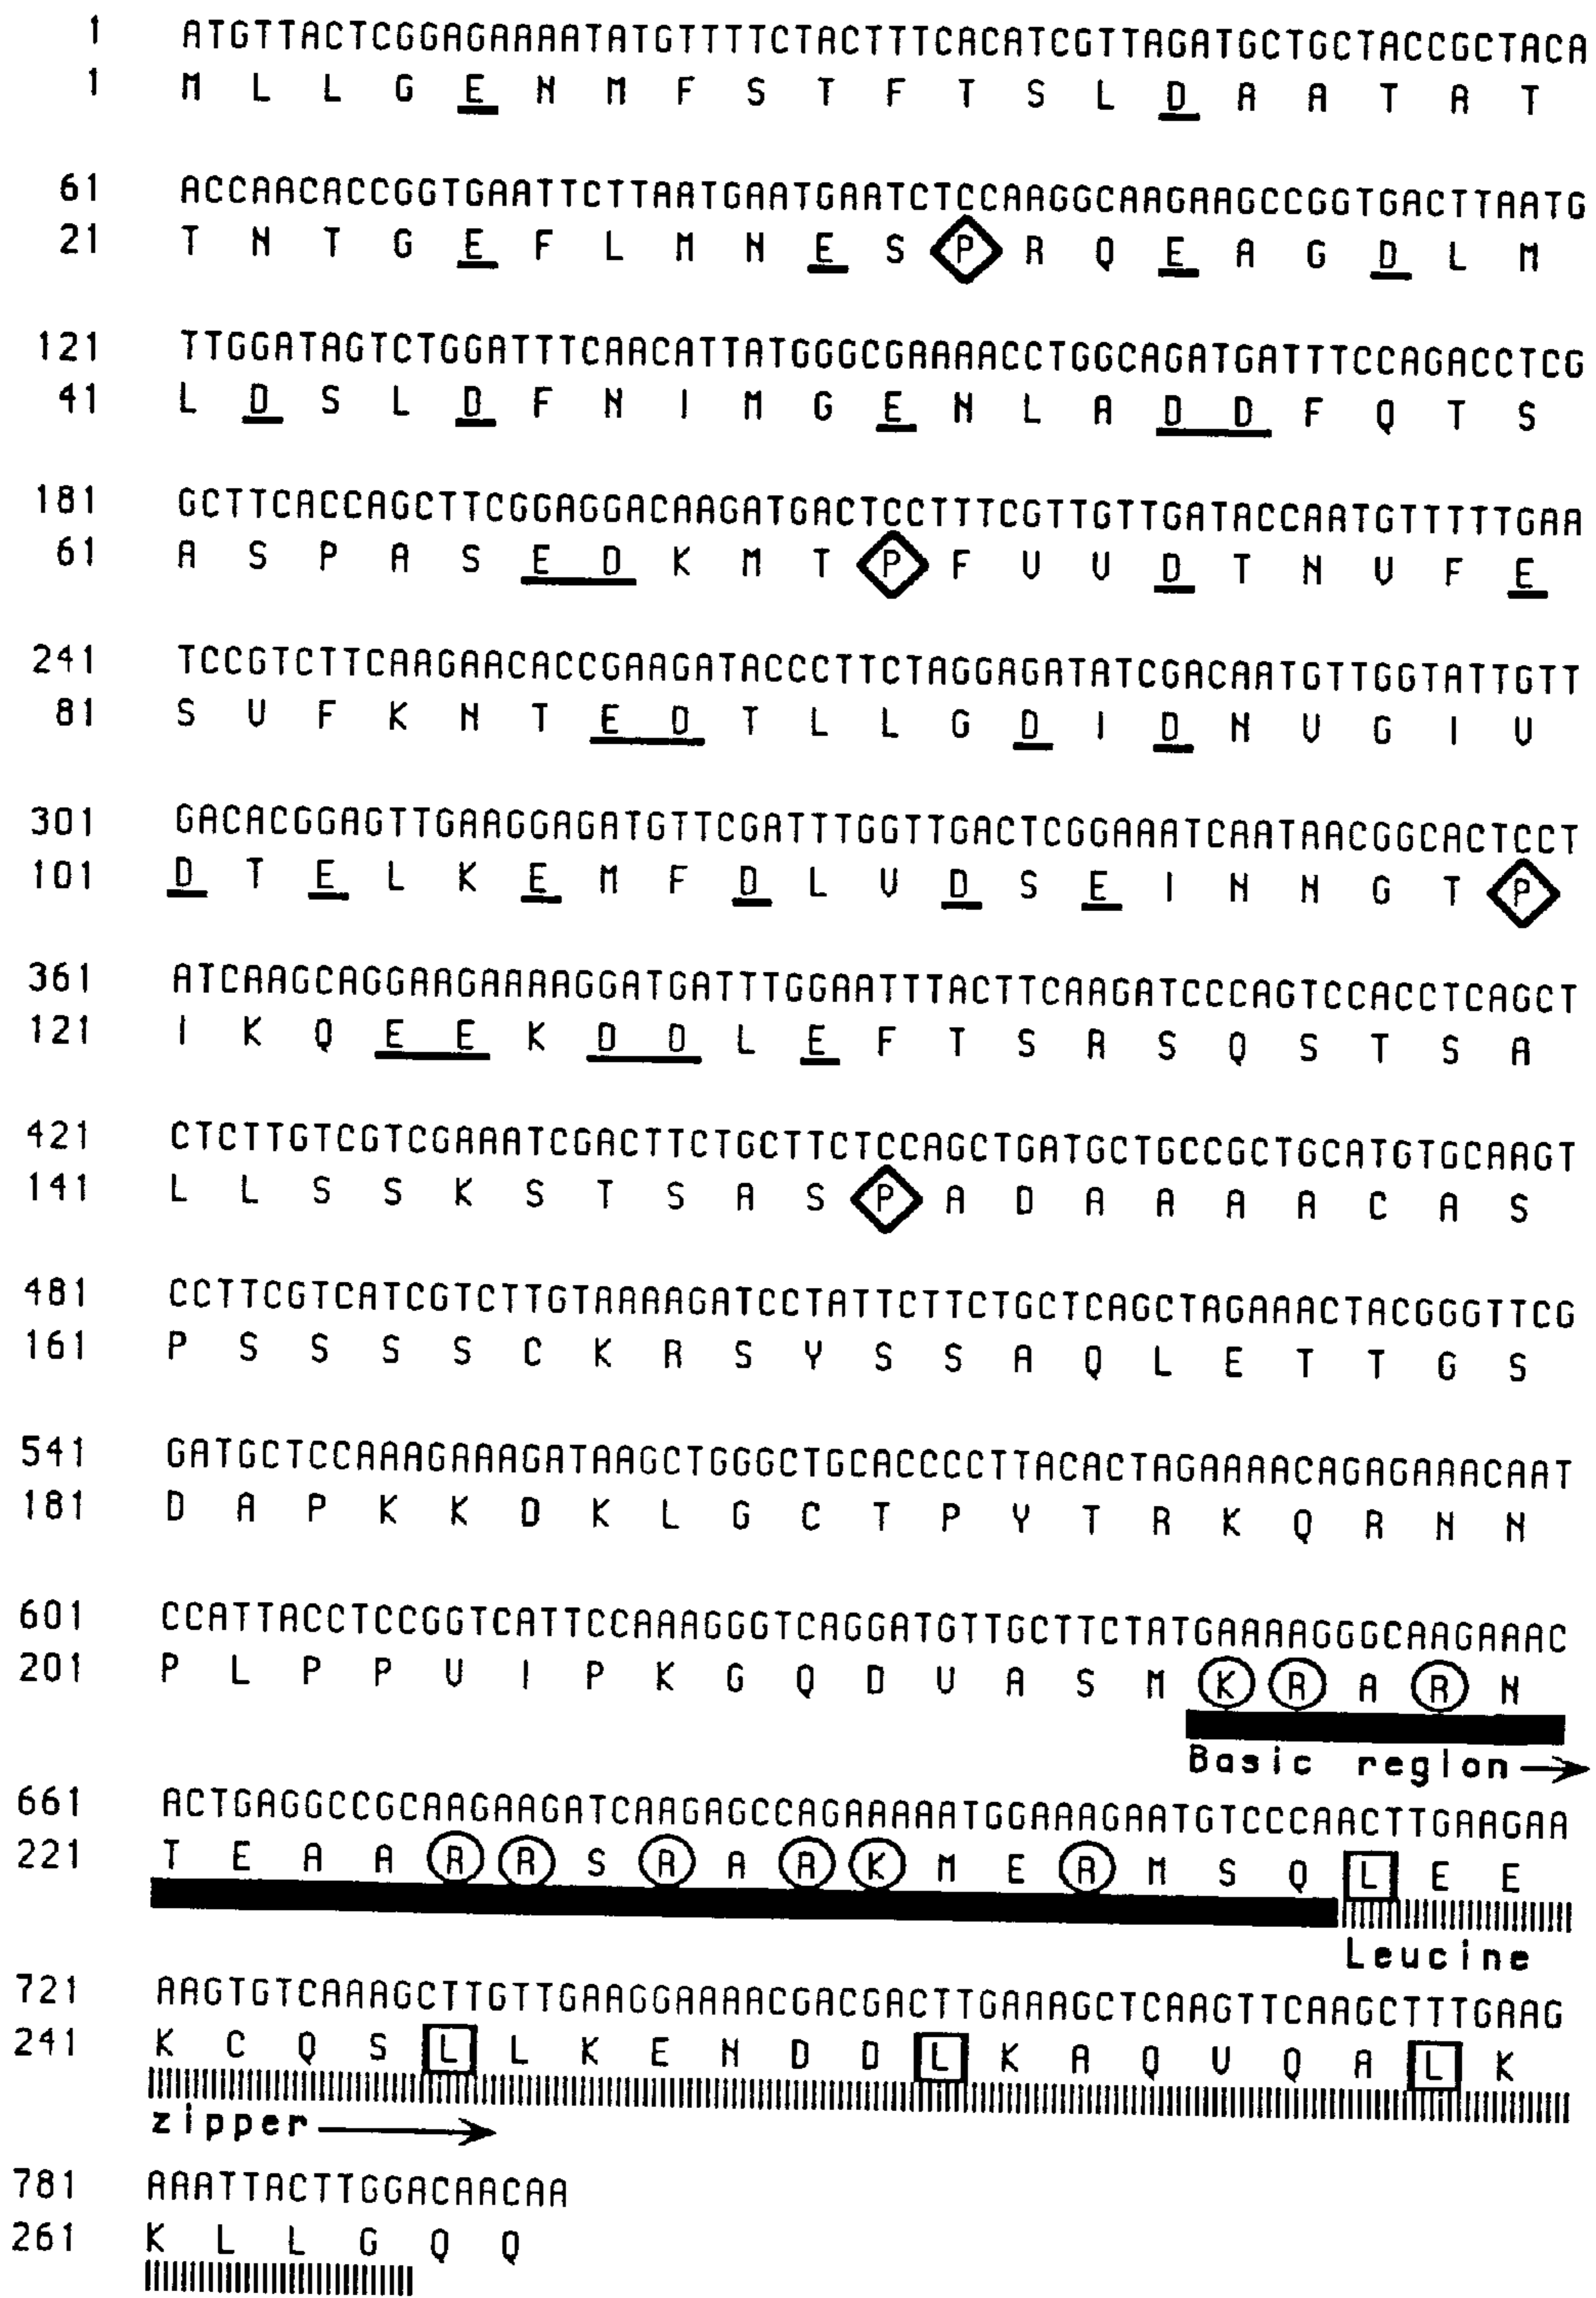 1 ATGTTACTCGGAGAAAATATGTTTTCTACTTTCACATCGTTAGATGCTGCTACCGCTACA
1 M L L G E N M F S T F T S L D A A T A T
61 ACCAACACCGGTGAATTCTTAATGAATGAATCTCCAAGGCAAGAAGCCGGTGACTTAATG
21 T N T G E F L M N E S P R Q E A G D L M
121 TTGGATAGTCTGGATTTCAACATTATGGGCGAAAACCTGGCAGATGATTTCCAGACCTCG
41 L D S L D F N I M G E N L A D D F Q T S
181 GCTTCACCAGCTTCGGAGGACAAGATGACTCCTTTCGTTGTTGATACCAATGTTTTTGAA
61 A S P A S E D K M T P F V V D T N V F E
241 TCCGTCTTCAAGAACACCGAAGATACCCTTCTAGGAGATATCGACAATGTTGGTATTGTT
81 S V F K N T E D T L L G D I D N V G I V
301 GACACGGAGTTGAAGGAGATGTTCGATTTGGTTGACTCGGAAATCAATAACGGCACTCCT
101 D T E L K E M F D L V D S E I N N G T P
361 ATCAAGCAGGAAGAAAAGGATGATTTGGAATTTACTTCAAGATCCCAGTCCACCTCAGCT
121 I K Q E E K D D L E F T S R S Q S T S A
421 CTCTTGTCGTCGAAATCGACTTCTGCTTCTCCAGCTGATGCTGCCGCTGCATGTGCAAGT
141 L L S S K S T S A S P A D A A A A C A S
481 CCTTCGTCATCGTCTTGTAAAAGATCCTATTCTTCTGCTCAGCTAGAAACTACGGGTTCG
161 P S S S S C K R S Y S S A Q L E T T G S
541 GATGCTCCAAAGAAAGATAAGCTGGGCTGCACCCCTTACACTAGAAAACAGAGAAACAAT
181 D A P K K D K L G C T P Y T R K Q R N N
601 CCATTACCTCCGGTCATTCCAAAGGGTCAGGATGTTGCTTCTATGAAAAGGGCAAGAAAC
201 P L P P V I P K G Q D V A S M K R A R N
Basic region→
661 ACTGAGGCCGCAAGAAGATCAAGAGCCAGAAAAATGGAAAGAATGTCCCAACTTGAAGAA
221 T E A A R R S R A R K M E R M S Q L E E
Leucine
721 AAGTGTCAAAGCTTGTTGAAGGAAAACGACGACTTGAAAGCTCAAGTTCAAGCTTTGAAG
241 K C Q S L L K E N D D L K A Q V Q A L K
zipper→
781 AAATTACTTGGACAACAA
261 K L L G Q Q